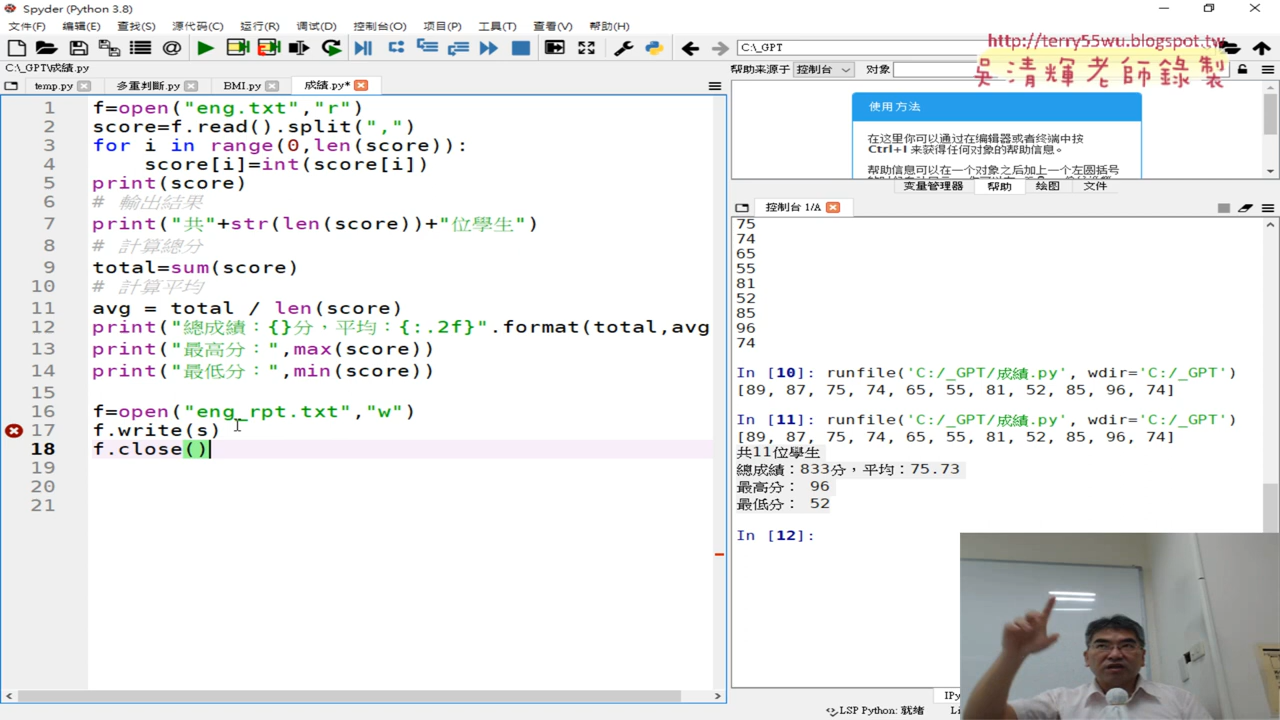 Spyder (Python 3.8)
文件(F) 编辑(E) 查找(S) 源代码(C) 运行(R) 调试(D) 控制台(O) 项目(P) 工具(T) 查看(V) 帮助(H)
C:\_GPT
http://terry55wu.blogspot.tw
吳清輝老師錄製
C:\_GPT\成績.py
帮助来源于 控制台 对象
temp.py 多重判斷.py BMI.py 成績.py*
1 f=open("eng.txt","r")
2 score=f.read().split(",")
3 for i in range(0,len(score)):
4 score[i]=int(score[i])
5 print(score)
6 # 輸出結果
7 print("共"+str(len(score))+"位學生")
8 # 計算總分
9 total=sum(score)
10 # 計算平均
11 avg = total / len(score)
12 print("總成績：{}分，平均：{:.2f}".format(total,avg
13 print("最高分：",max(score))
14 print("最低分：",min(score))
15
16 f=open("eng_rpt.txt","w")
17 f.write(s)
18 f.close()
19
20
21
使用方法
在这里你可以通过在编辑器或者终端中按
Ctrl+I 来获得任何对象的帮助信息。
帮助信息可以在一个对象之后加上一个左圆括号
变量管理器 帮助 绘图 文件
控制台 1/A
75
74
65
55
81
52
85
96
74
In [10]: runfile('C:/_GPT/成績.py', wdir='C:/_GPT')
[89, 87, 75, 74, 65, 55, 81, 52, 85, 96, 74]
In [11]: runfile('C:/_GPT/成績.py', wdir='C:/_GPT')
[89, 87, 75, 74, 65, 55, 81, 52, 85, 96, 74]
共11位學生
總成績：833分，平均：75.73
最高分： 96
最低分： 52
In [12]:
LSP Python: 就绪